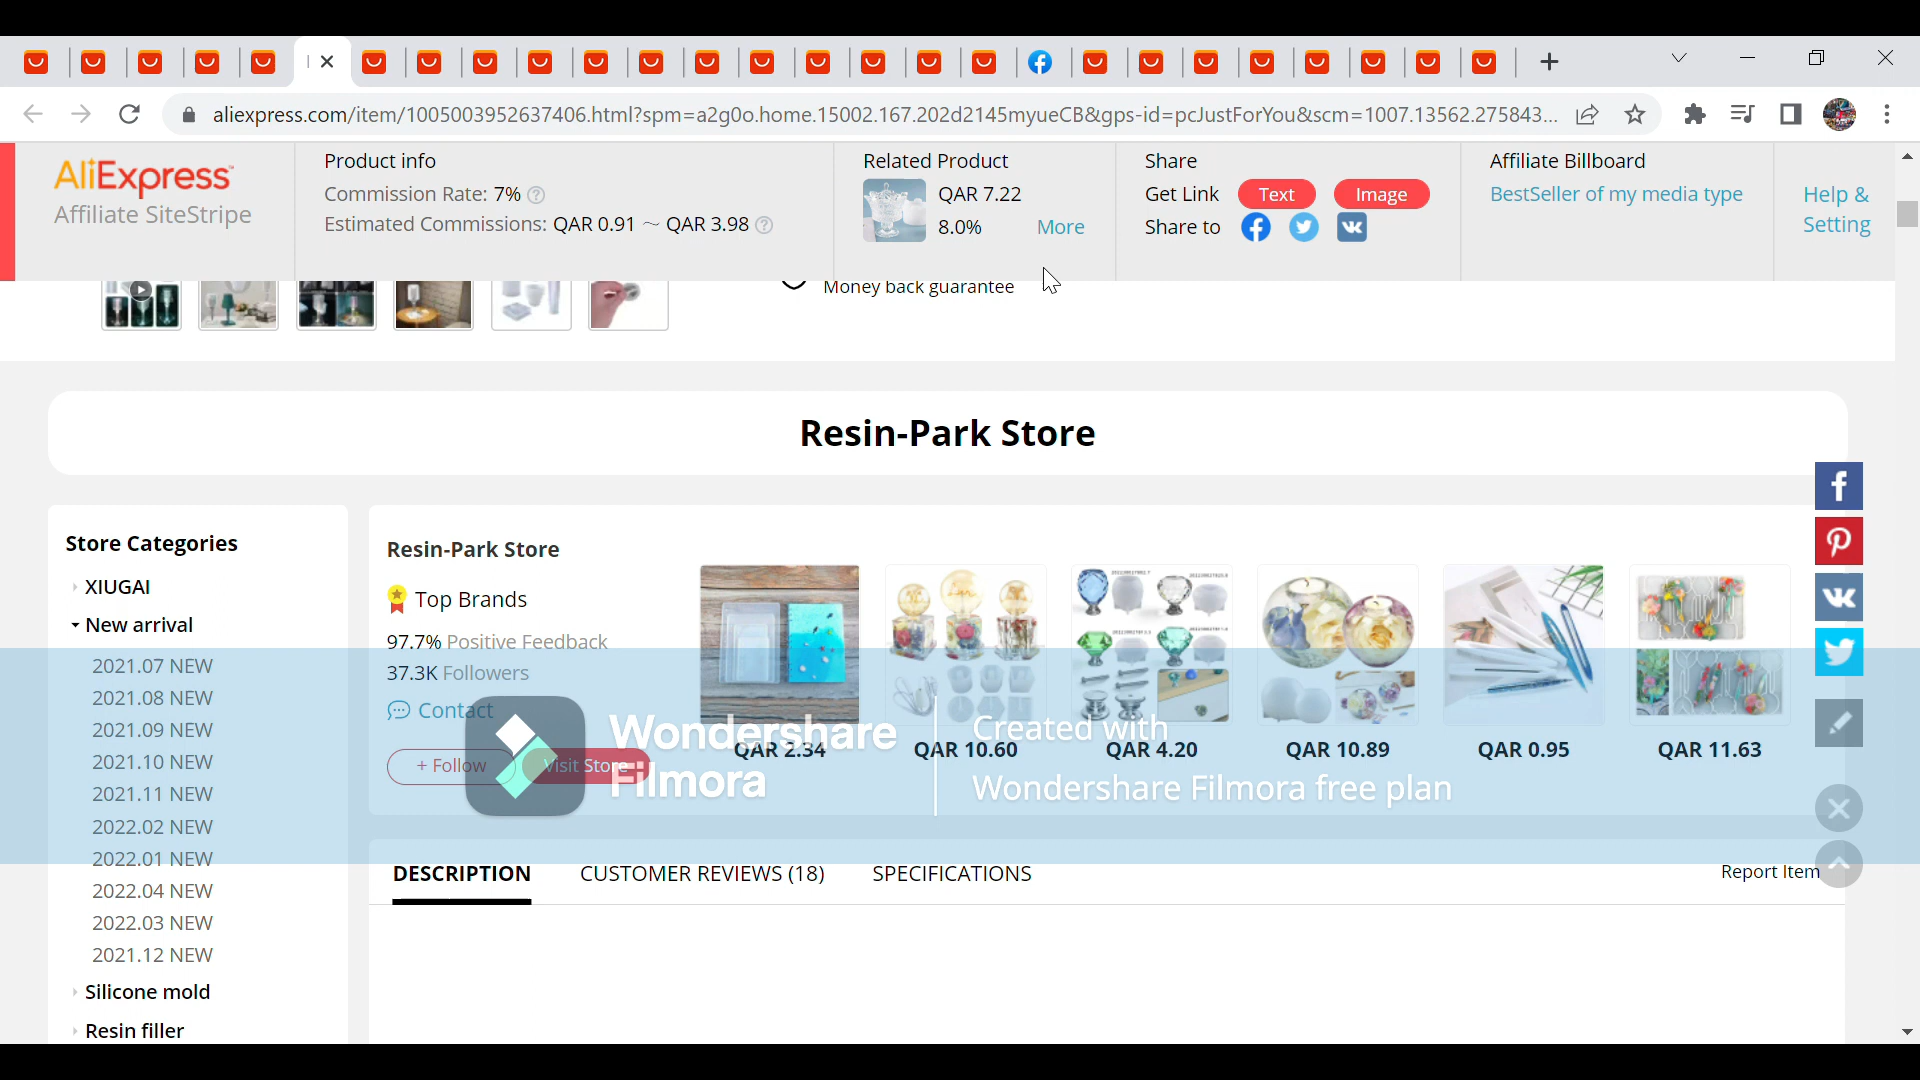 aliexpress.com/item/1005003952637406.html?spm=a2g0o.home.15002.167.202d2145myueCB&gps-id=pcJustForYou&scm=1007.13562.275843...
AliExpress™
Affiliate SiteStripe
Product info
Commission Rate: 7% ?
Estimated Commissions: QAR 0.91 ~ QAR 3.98 ?
Related Product
QAR 7.22
8.0% More
Share
Get Link Text Image
Share to
Affiliate Billboard
BestSeller of my media type
Help &
Setting
Money back guarantee
Resin-Park Store
Store Categories
XIUGAI
New arrival
2021.07 NEW
2021.08 NEW
2021.09 NEW
2021.10 NEW
2021.11 NEW
2022.02 NEW
2022.01 NEW
2022.04 NEW
2022.03 NEW
2021.12 NEW
Silicone mold
Resin filler
Resin-Park Store
Top Brands
97.7% Positive Feedback
37.3K Followers
Contact
+ Follow Visit Store
QAR 2.34 QAR 10.60 QAR 4.20 QAR 10.89 QAR 0.95 QAR 11.63
Wondershare
Filmora
Created with
Wondershare Filmora free plan
DESCRIPTION CUSTOMER REVIEWS (18) SPECIFICATIONS Report Item